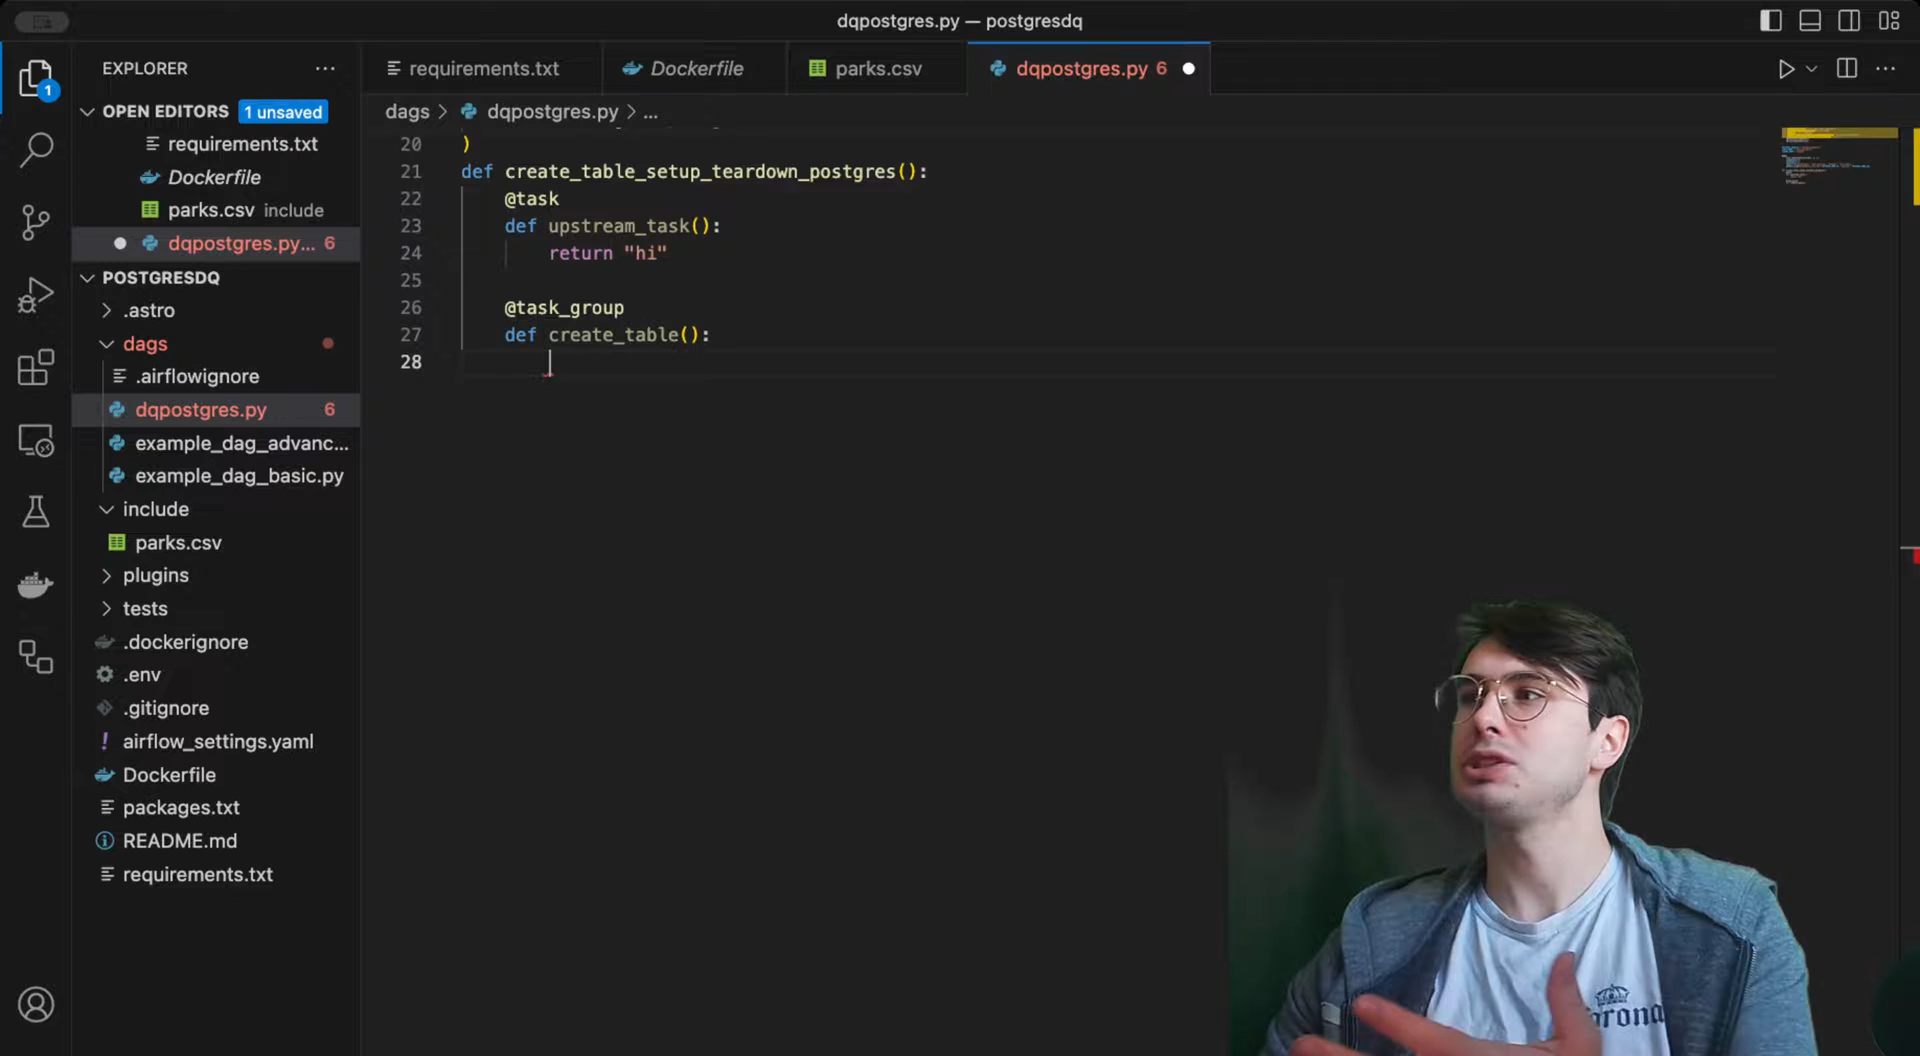 dqpostgres.py — postgresdq
EXPLORER
requirements.txt
Dockerfile
parks.csv
dqpostgres.py 6
1
OPEN EDITORS 1 unsaved
dags > dqpostgres.py > ...
requirements.txt
Dockerfile
parks.csv include
dqpostgres.py... 6
POSTGRESDQ
.astro
dags
.airflowignore
dqpostgres.py 6
example_dag_advanc...
example_dag_basic.py
include
parks.csv
plugins
tests
.dockerignore
.env
.gitignore
airflow_settings.yaml
Dockerfile
packages.txt
README.md
requirements.txt
20 )
21 def create_table_setup_teardown_postgres():
22 @task
23 def upstream_task():
24 return "hi"
25
26 @task_group
27 def create_table():
28
Corona